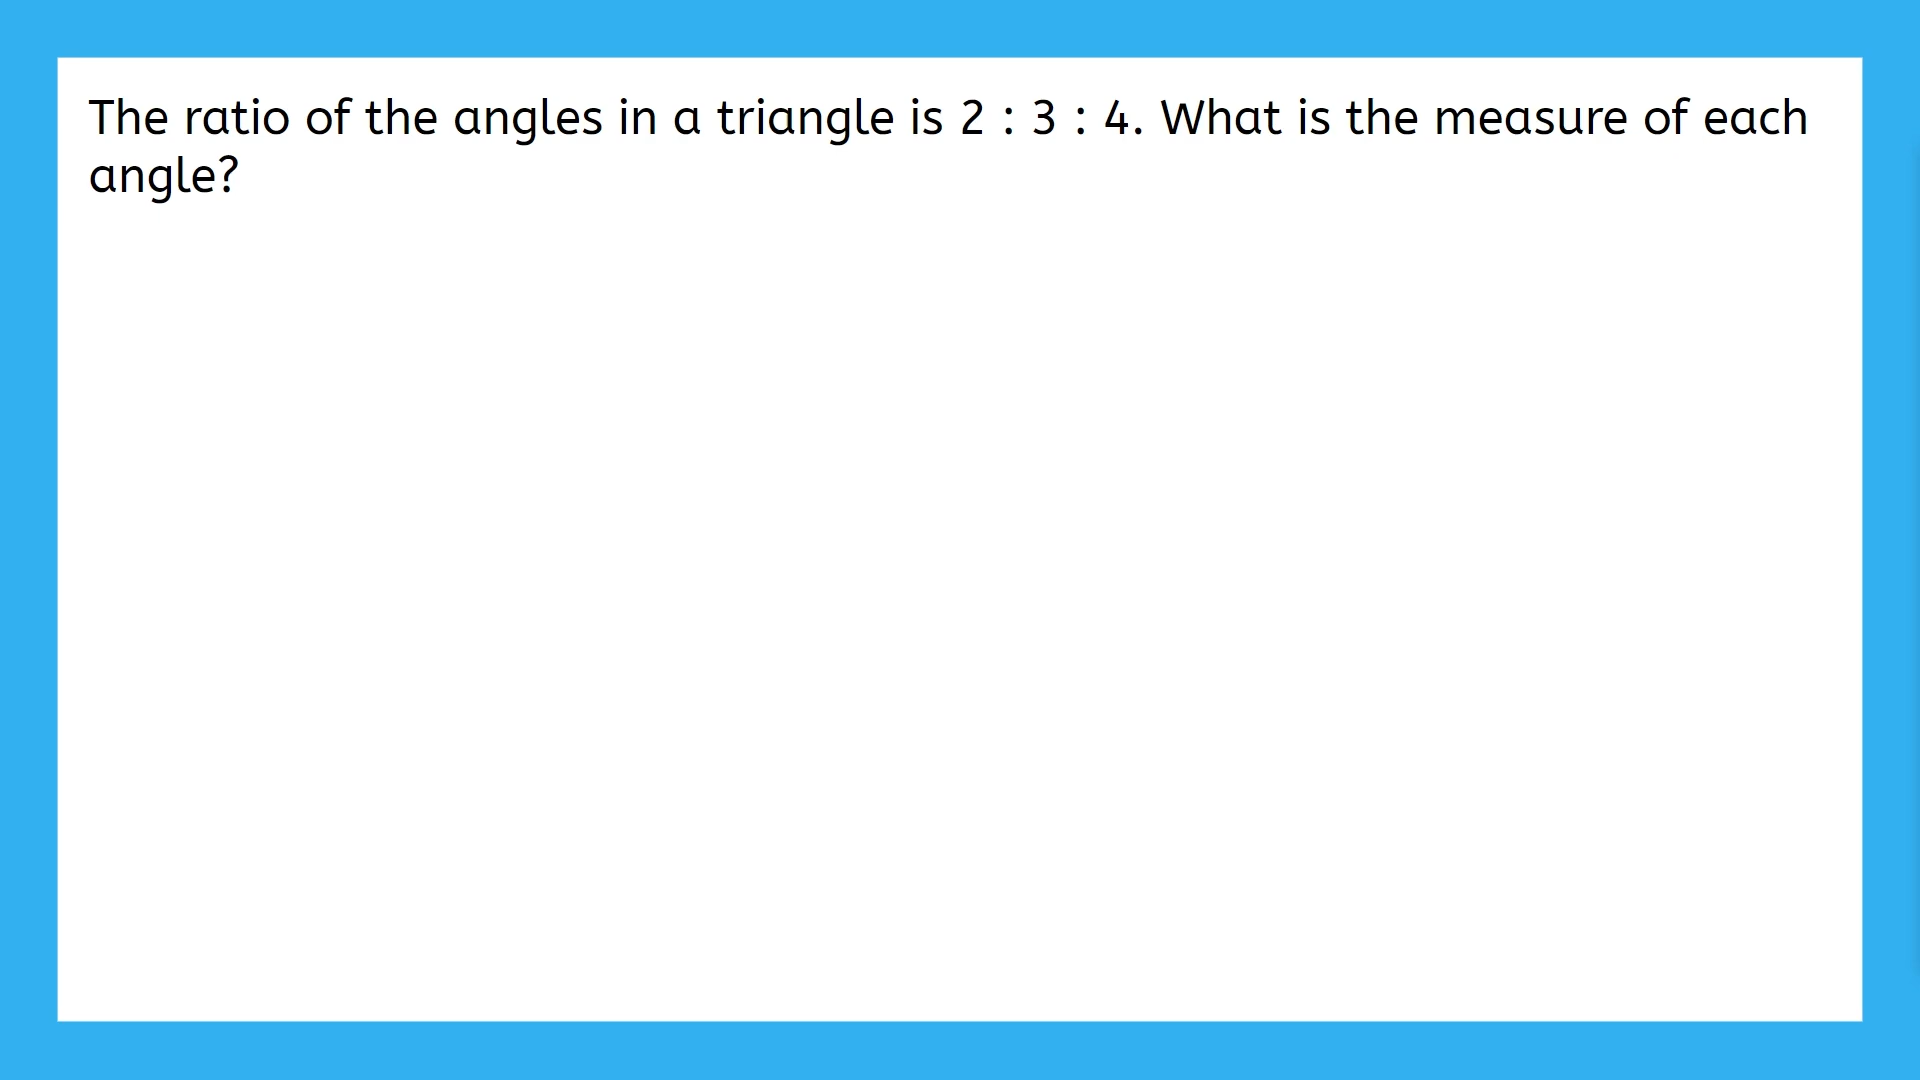 The ratio of the angles in a triangle is 2 : 3 : 4. What is the measure of each
angle?